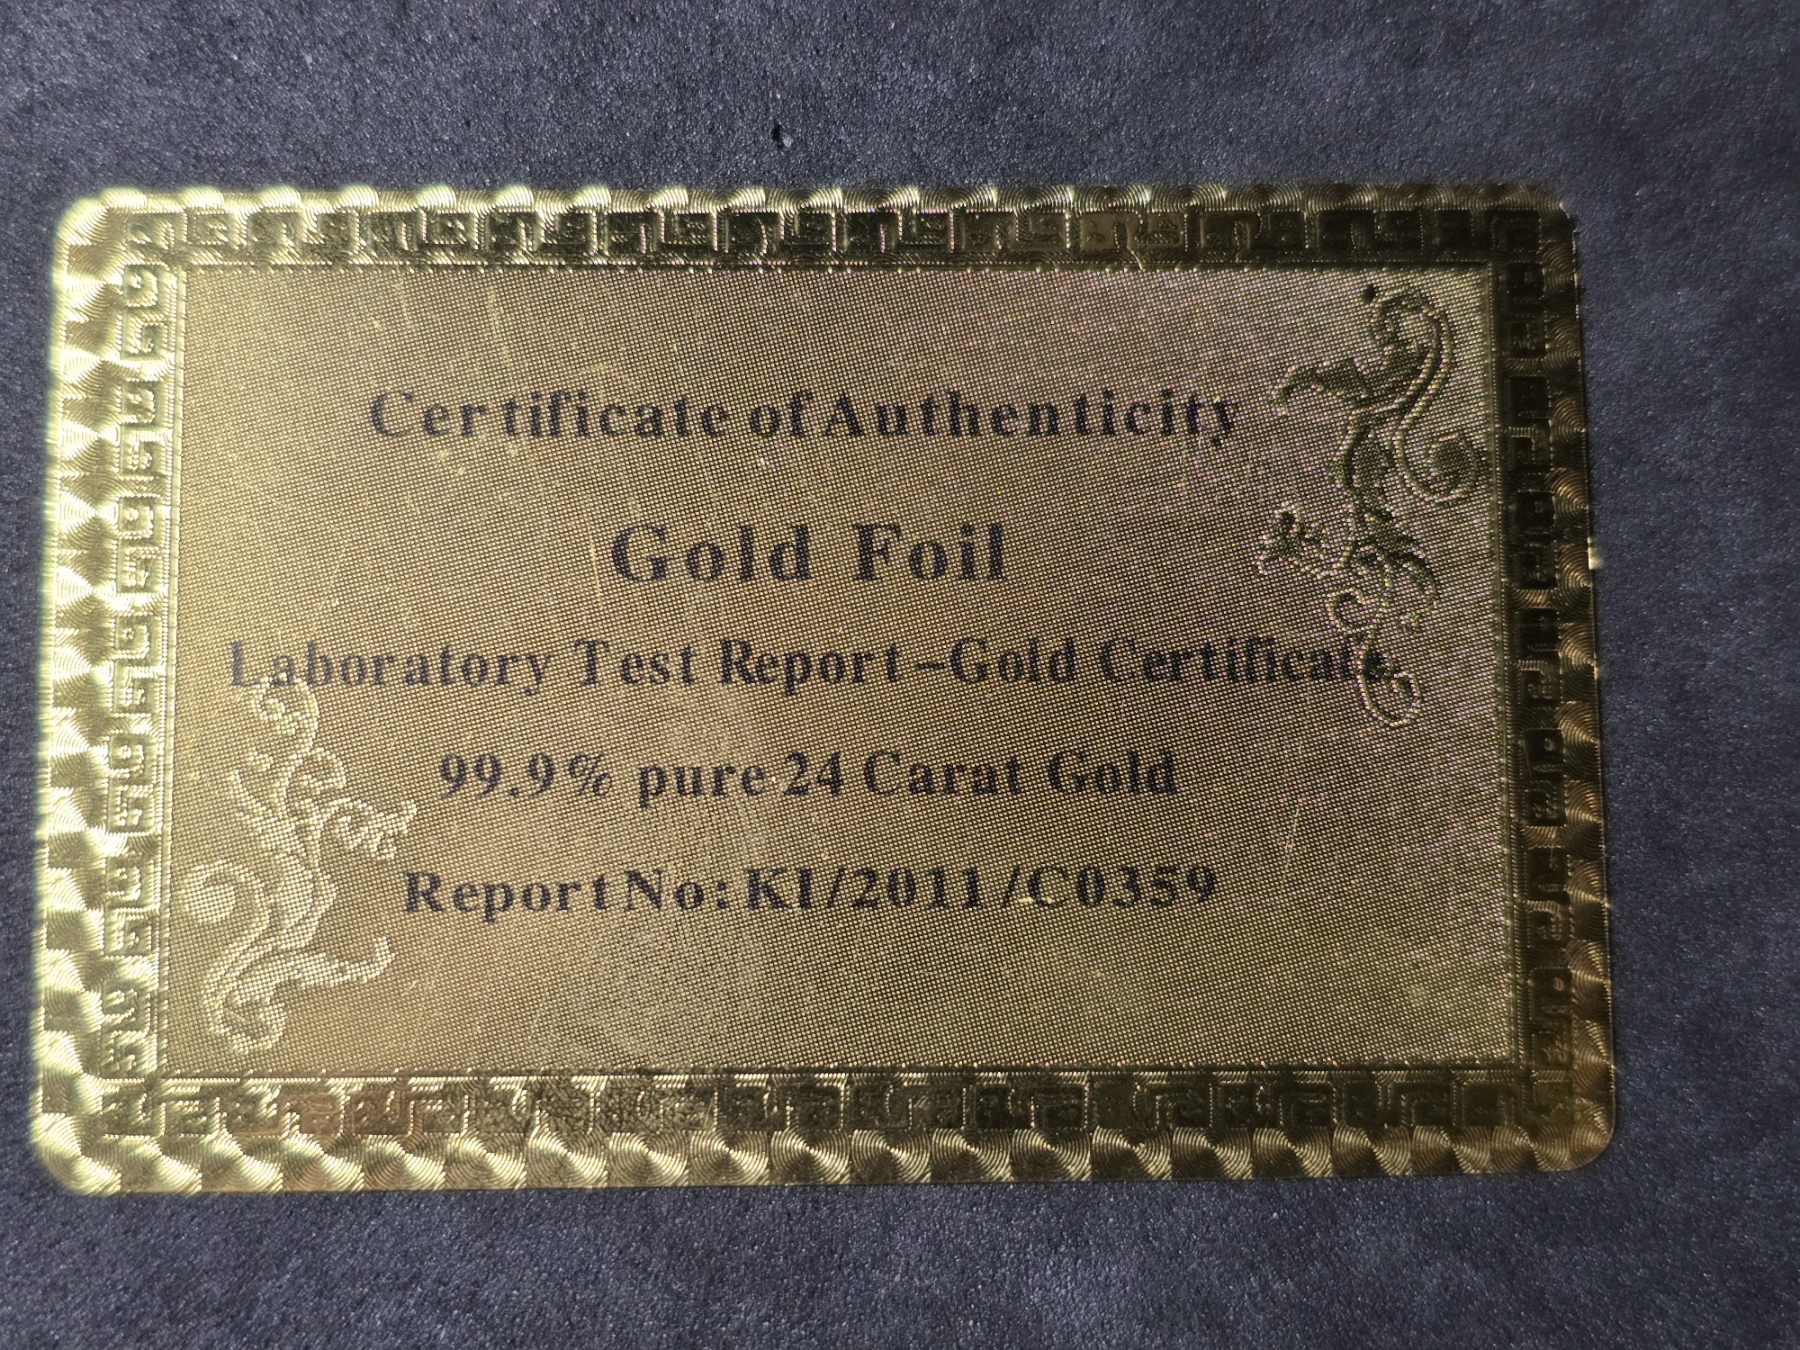 Certificate of Authenticity
Gold Foil
Laboratory Test Report-Gold Certificate
99.9% pure 24 Carat Gold
Report No: KI/2011/C0359